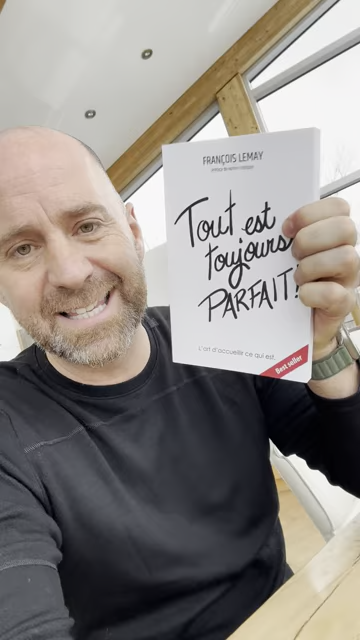 FRANÇOIS LEMAY
Tout est
toujours
PARFAIT!
L'art d'accueillir ce qui est.
Best seller